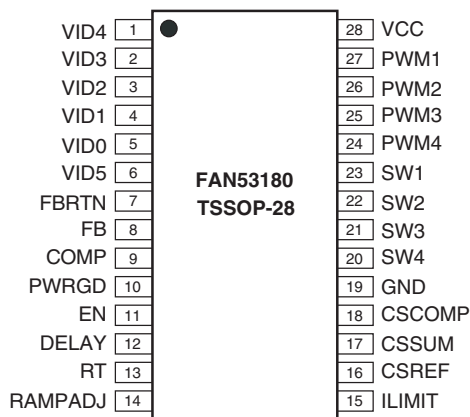 VID4 1 28 VCC
VID3 2 27 PWM1
VID2 3 26 PWM2
VID1 4 25 PWM3
VID0 5 24 PWM4
VID5 6 23 SW1
FAN53180
FBRTN 7 22 SW2
TSSOP-28
FB 8 21 SW3
COMP 9 20 SW4
PWRGD 10 19 GND
EN 11 18 CSCOMP
DELAY 12 17 CSSUM
RT 13 16 CSREF
RAMPADJ 14 15 ILIMIT